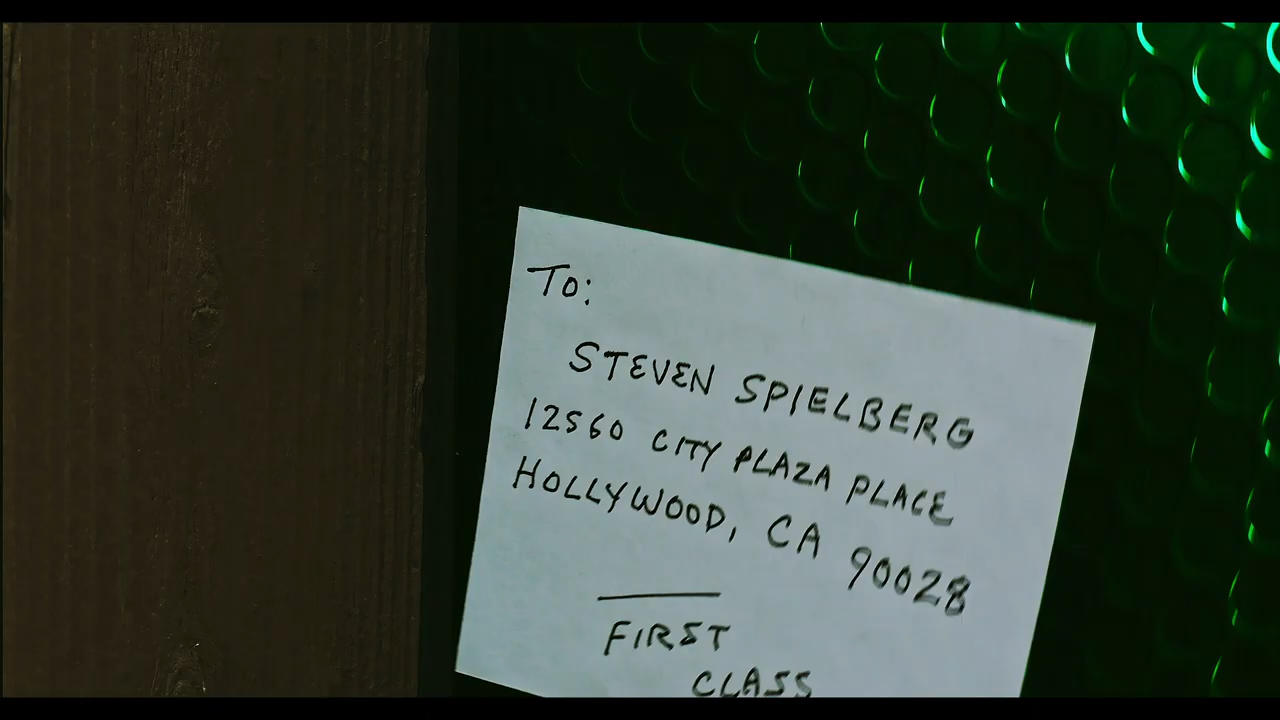 To:
STEVEN SPIELBERG
12560 CITY PLAZA PLACE
HOLLYWOOD, CA 90028
FIRST
CLASS